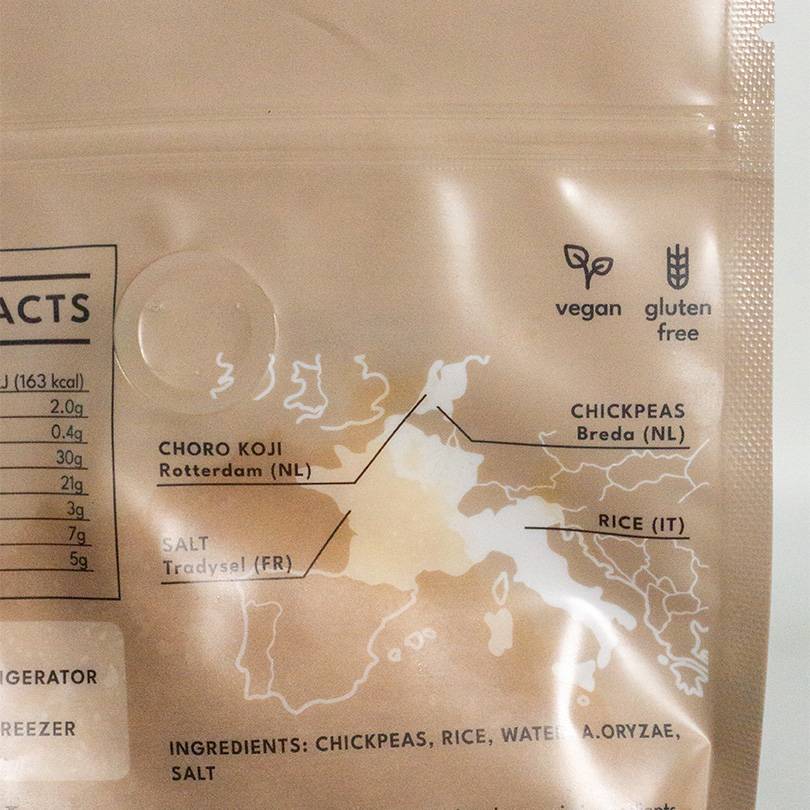 ACTS
J (163 kcal)
2.0g
0.4g
30g
21g
3g
7g
5g
IGERATOR
REEZER
vegan
gluten
free
CHICKPEAS
Breda (NL)
CHORO KOJI
Rotterdam (NL)
RICE (IT)
SALT
Tradysel (FR)
INGREDIENTS: CHICKPEAS, RICE, WATE A.ORYZAE,
SALT